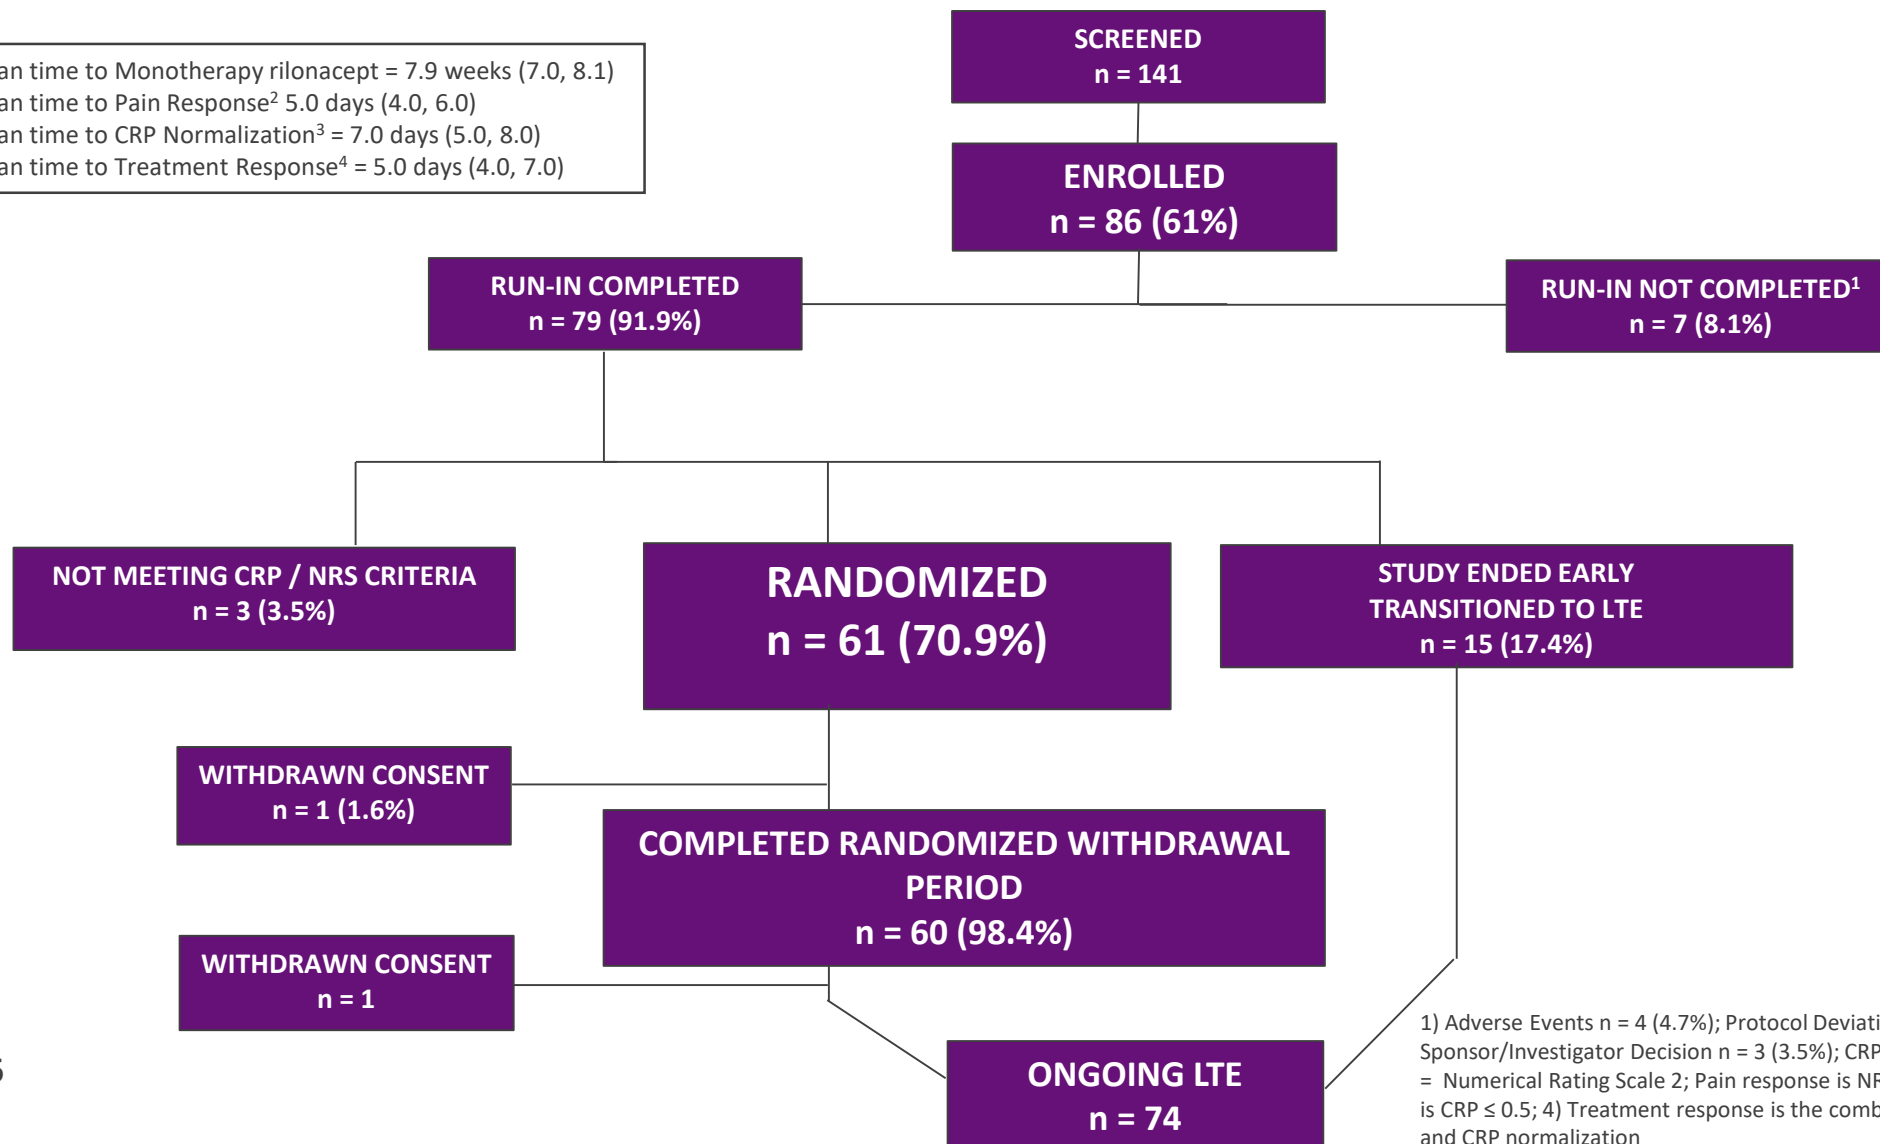 an time to Monotherapy rilonacept = 7.9 weeks (7.0, 8.1)
an time to Pain Response² 5.0 days (4.0, 6.0)
an time to CRP Normalization³ = 7.0 days (5.0, 8.0)
an time to Treatment Response⁴ = 5.0 days (4.0, 7.0)
SCREENED
n = 141
ENROLLED
n = 86 (61%)
RUN-IN COMPLETED
n = 79 (91.9%)
RUN-IN NOT COMPLETED¹
n = 7 (8.1%)
NOT MEETING CRP / NRS CRITERIA
n = 3 (3.5%)
RANDOMIZED
n = 61 (70.9%)
STUDY ENDED EARLY
TRANSITIONED TO LTE
n = 15 (17.4%)
WITHDRAWN CONSENT
n = 1 (1.6%)
COMPLETED RANDOMIZED WITHDRAWAL
PERIOD
n = 60 (98.4%)
WITHDRAWN CONSENT
n = 1
ONGOING LTE
n = 74
1) Adverse Events n = 4 (4.7%); Protocol Deviati
Sponsor/Investigator Decision n = 3 (3.5%); CRP
= Numerical Rating Scale 2; Pain response is NR
is CRP ≤ 0.5; 4) Treatment response is the comb
and CRP normalization